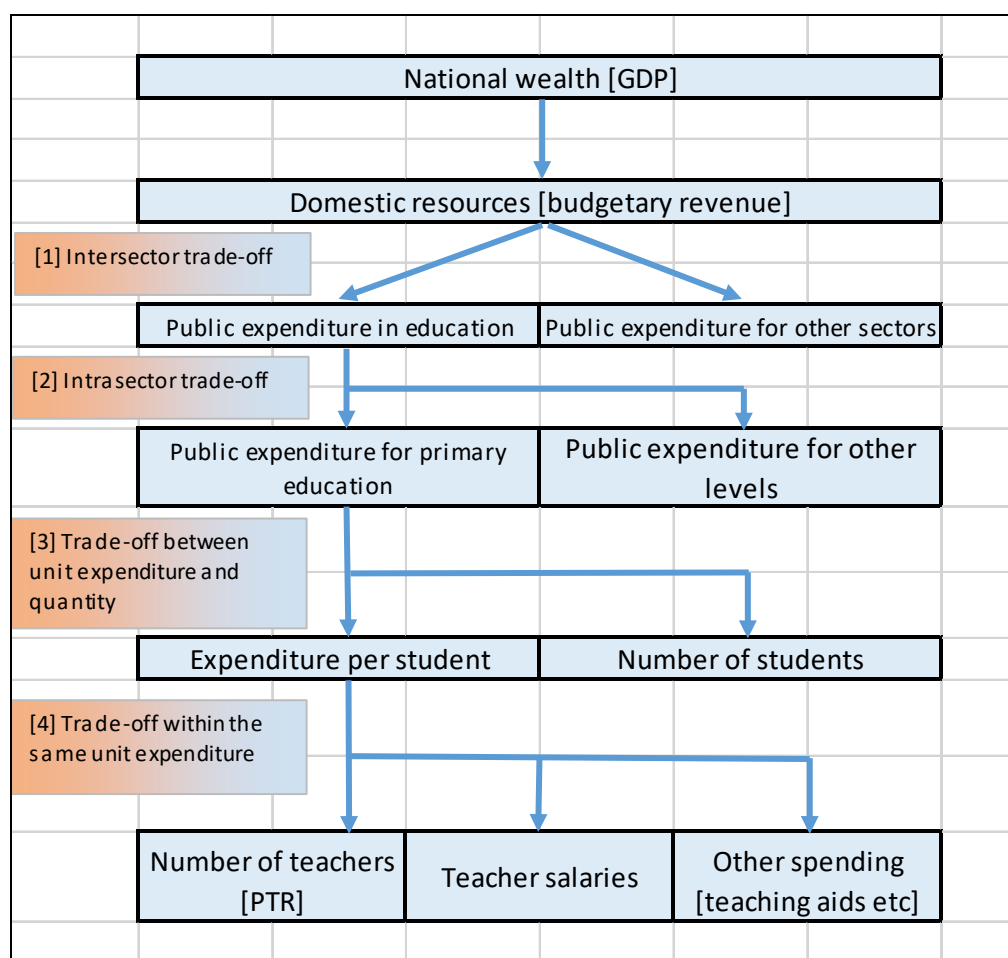 National wealth [GDP]
Domestic resources [budgetary revenue]
[1] Intersector trade-off
Public expenditure in education
Public expenditure for other sectors
[2] Intrasector trade-off
Public expenditure for primary
education
Public expenditure for other
levels
[3] Trade-off between
unit expenditure and
quantity
Expenditure per student
Number of students
[4] Trade-off within the
same unit expenditure
Number of teachers
[PTR]
Teacher salaries
Other spending
[teaching aids etc]